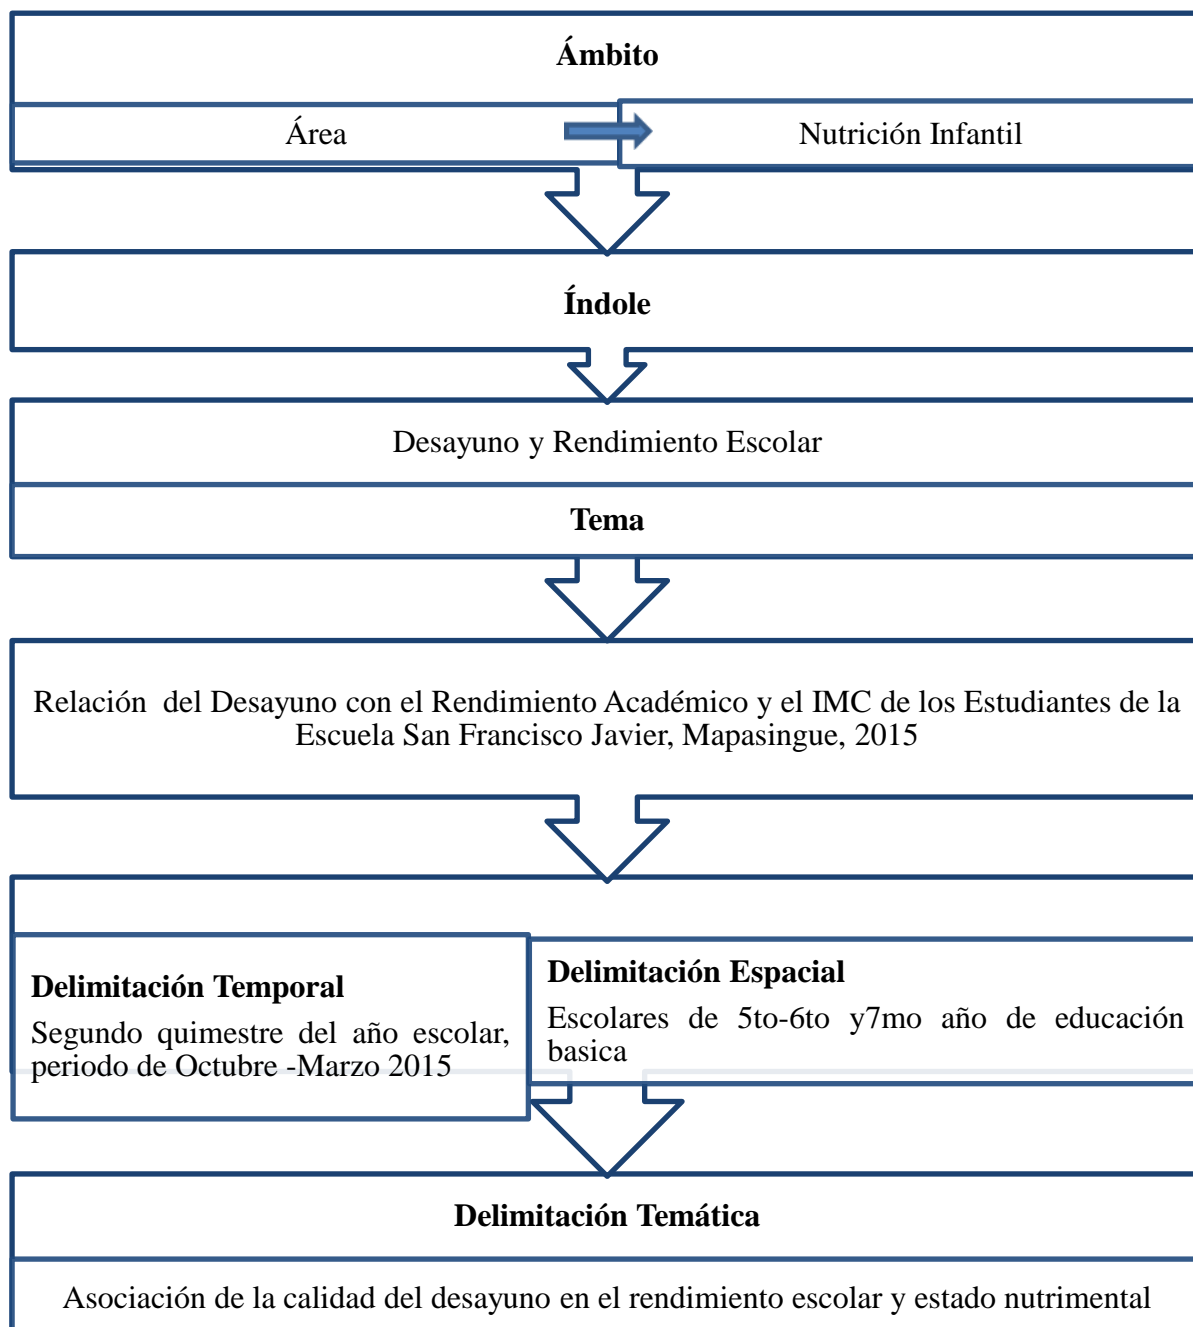 Ámbito
Área
Nutrición Infantil
Índole
Desayuno y Rendimiento Escolar
Tema
Relación del Desayuno con el Rendimiento Académico y el IMC de los Estudiantes de la
Escuela San Francisco Javier, Mapasingue, 2015
Delimitación Temporal
Segundo quimestre del año escolar,
periodo de Octubre -Marzo 2015
Delimitación Espacial
Escolares de 5to-6to y7mo año de educación
basica
Delimitación Temática
Asociación de la calidad del desayuno en el rendimiento escolar y estado nutrimental